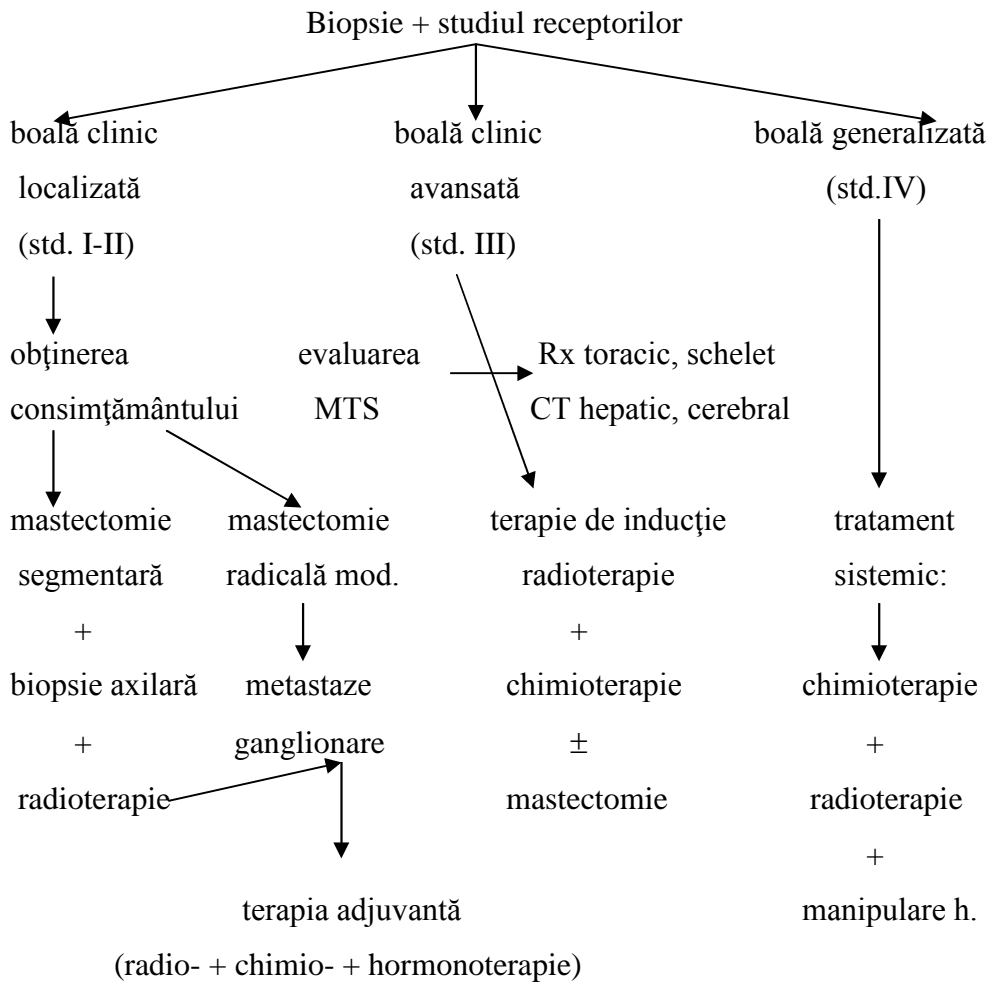 Biopsie + studiul receptorilor
boală clinic boală clinic boală generalizată
localizată avansată (std.IV)
(std. I-II) (std. III)
obţinerea evaluarea Rx toracic, schelet
consimţământului MTS CT hepatic, cerebral
mastectomie mastectomie terapie de inducţie tratament
segmentară radicală mod. radioterapie sistemic:
+ +
biopsie axilară metastaze chimioterapie chimioterapie
+ ganglionare ± +
radioterapie mastectomie radioterapie
+
terapia adjuvantă manipulare h.
(radio- + chimio- + hormonoterapie)